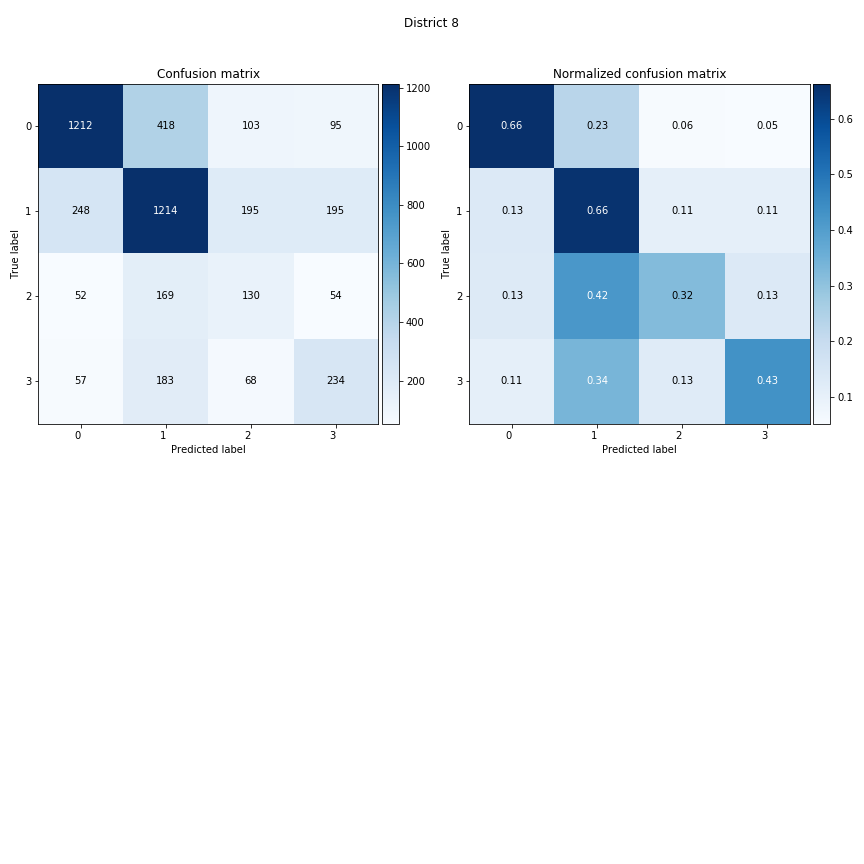 District 8
Confusion matrix
Normalized confusion matrix
0 1212 418 103 95
1 248 1214 195 195
2 52 169 130 54
3 57 183 68 234
0 1 2 3
Predicted label
True label
1200
1000
800
600
400
200
0 0.66 0.23 0.06 0.05
1 0.13 0.66 0.11 0.11
2 0.13 0.42 0.32 0.13
3 0.11 0.34 0.13 0.43
0 1 2 3
Predicted label
True label
0.6
0.5
0.4
0.3
0.2
0.1